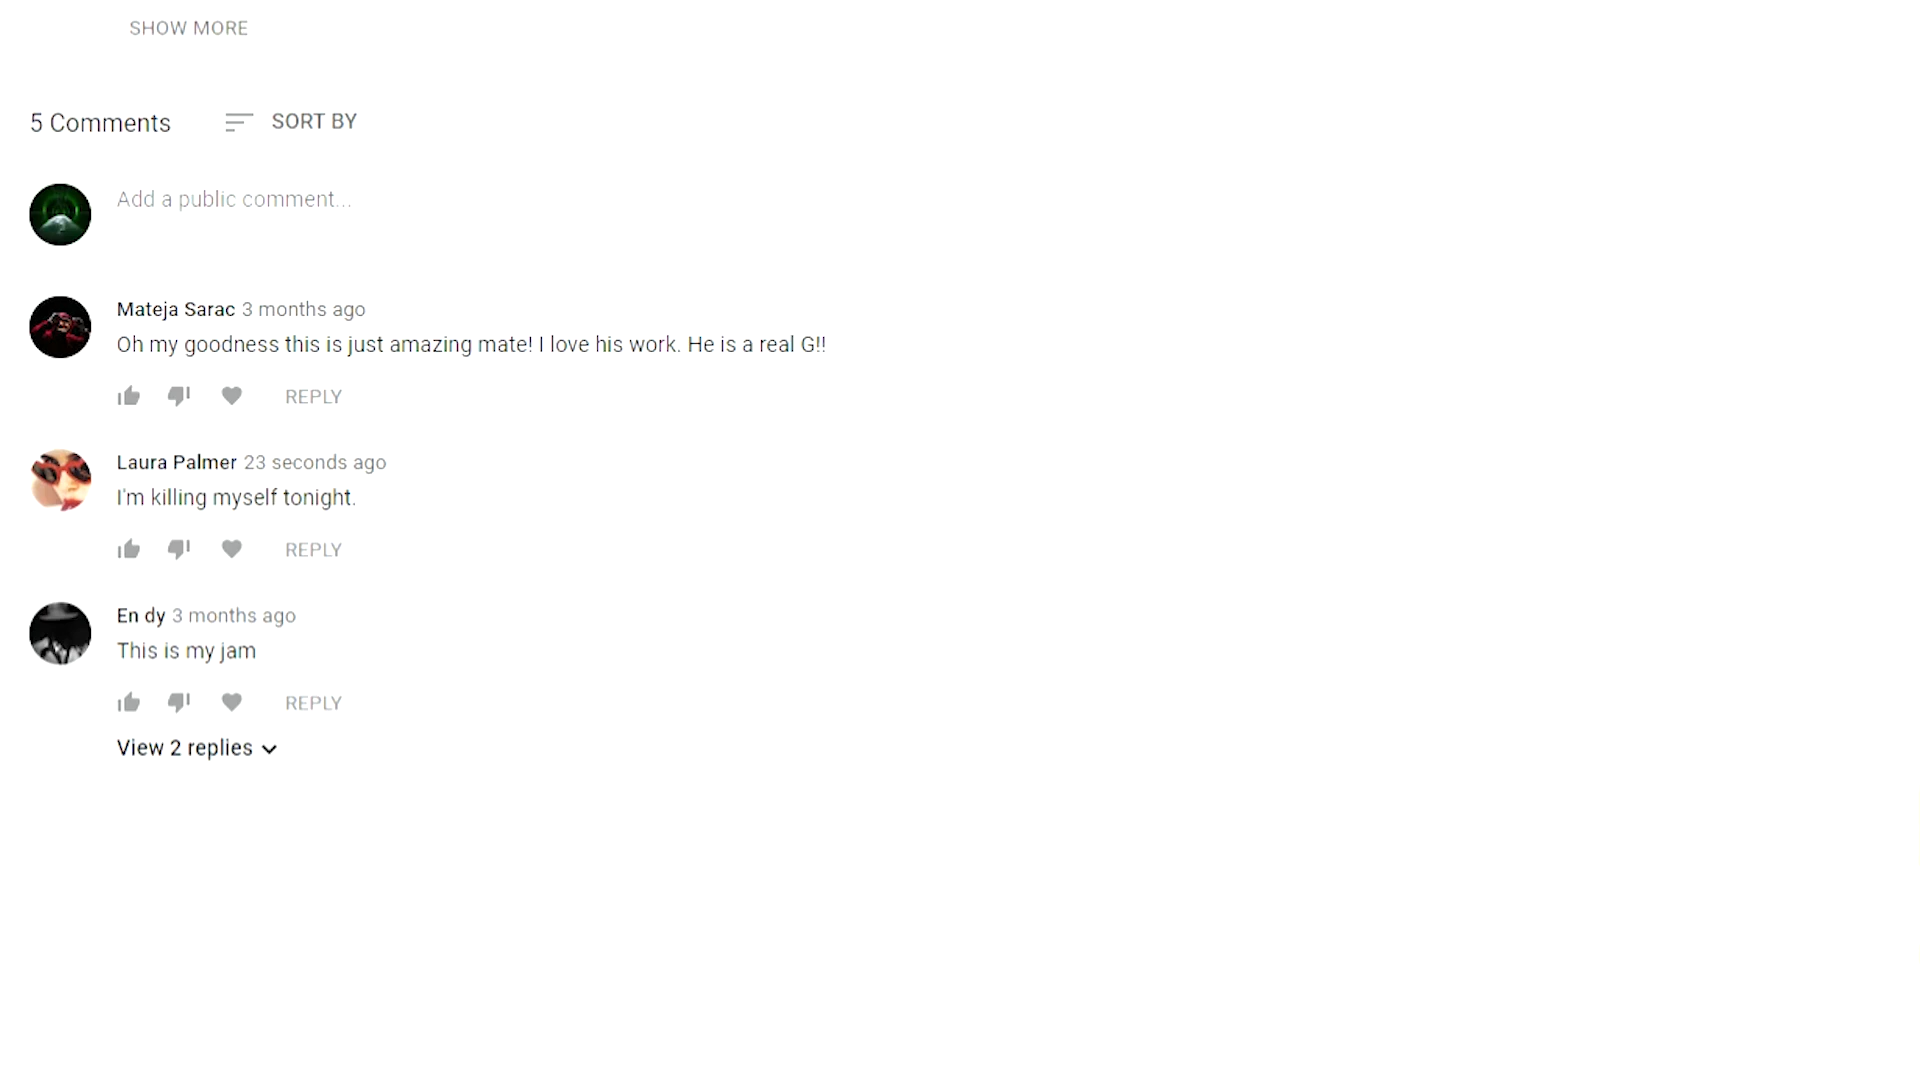 SHOW MORE
5 Comments SORT BY
Add a public comment...
Mateja Sarac 3 months ago
Oh my goodness this is just amazing mate! I love his work. He is a real G!!
REPLY
Laura Palmer 23 seconds ago
I'm killing myself tonight.
REPLY
En dy 3 months ago
This is my jam
REPLY
View 2 replies